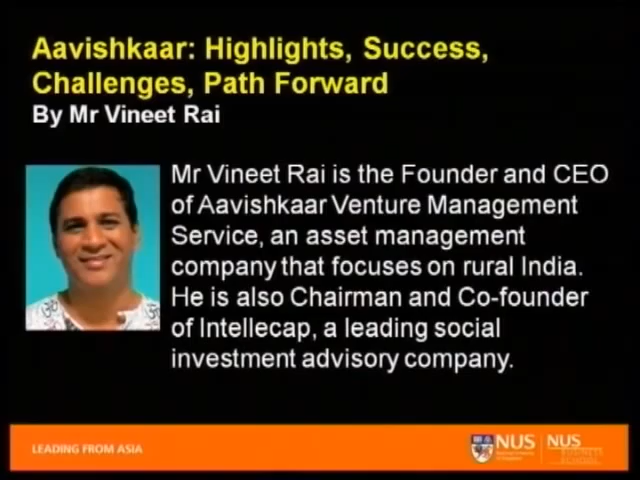 Aavishkaar: Highlights, Success,
Challenges, Path Forward
By Mr Vineet Rai
Mr Vineet Rai is the Founder and CEO
of Aavishkaar Venture Management
Service, an asset management
company that focuses on rural India.
He is also Chairman and Co-founder
of Intellecap, a leading social
investment advisory company.
LEADING FROM ASIA
NUS
NUS
BUSINESS
SCHOOL